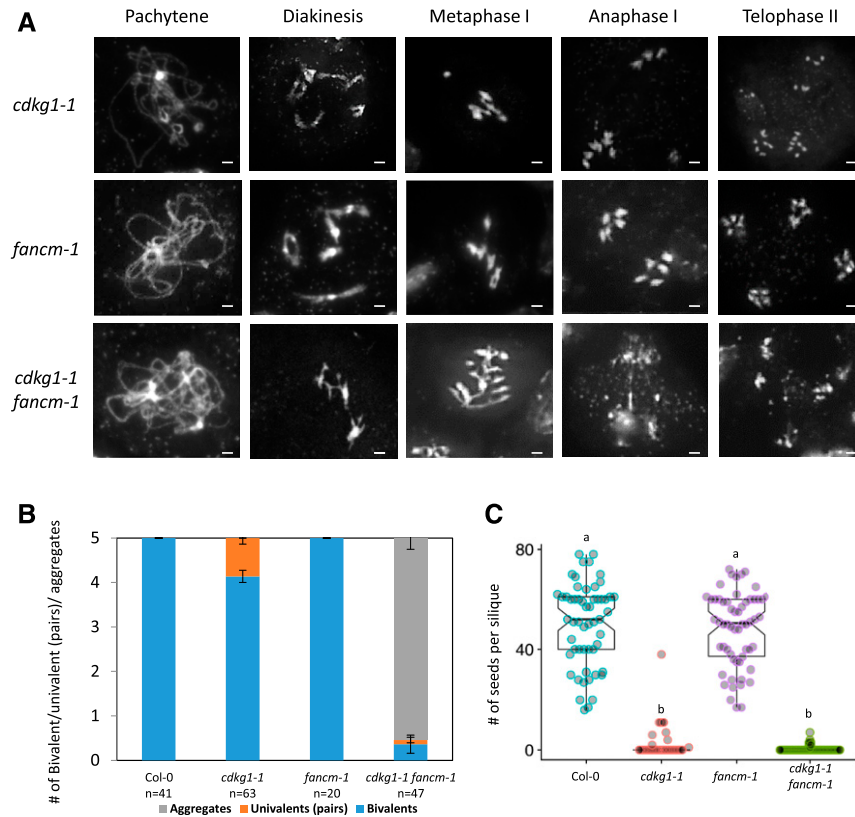 A
Pachytene Diakinesis Metaphase I Anaphase I Telophase II
cdkg1-1
fancm-1
cdkg1-1
fancm-1
B
# of Bivalent/univalent (pairs)/ aggregates
5
4
3
2
1
0
Col-0 cdkg1-1 fancm-1 cdkg1-1 fancm-1
n=41 n=63 n=20 n=47
Aggregates Univalents (pairs) Bivalents
C
# of seeds per silique
80
40
0
a
b
a
b
Col-0 cdkg1-1 fancm-1 cdkg1-1
fancm-1